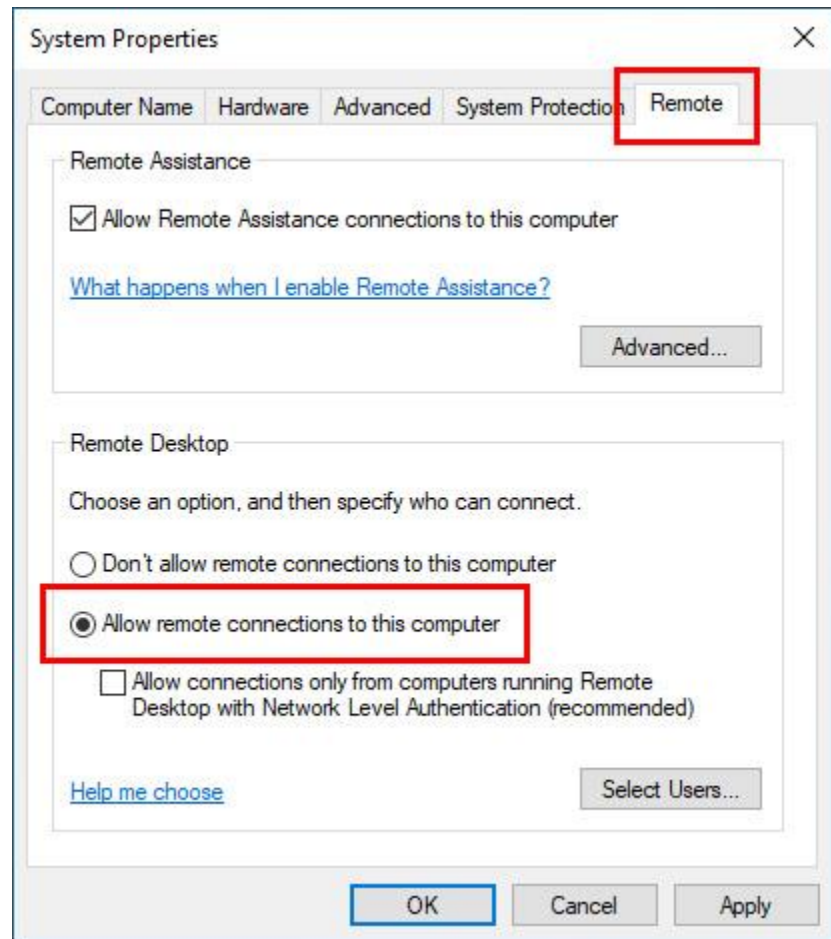 System Properties
Computer Name Hardware Advanced System Protection Remote
Remote Assistance
Allow Remote Assistance connections to this computer
What happens when I enable Remote Assistance?
Advanced...
Remote Desktop
Choose an option, and then specify who can connect.
Don't allow remote connections to this computer
Allow remote connections to this computer
Allow connections only from computers running Remote
Desktop with Network Level Authentication (recommended)
Help me choose
Select Users...
OK Cancel Apply